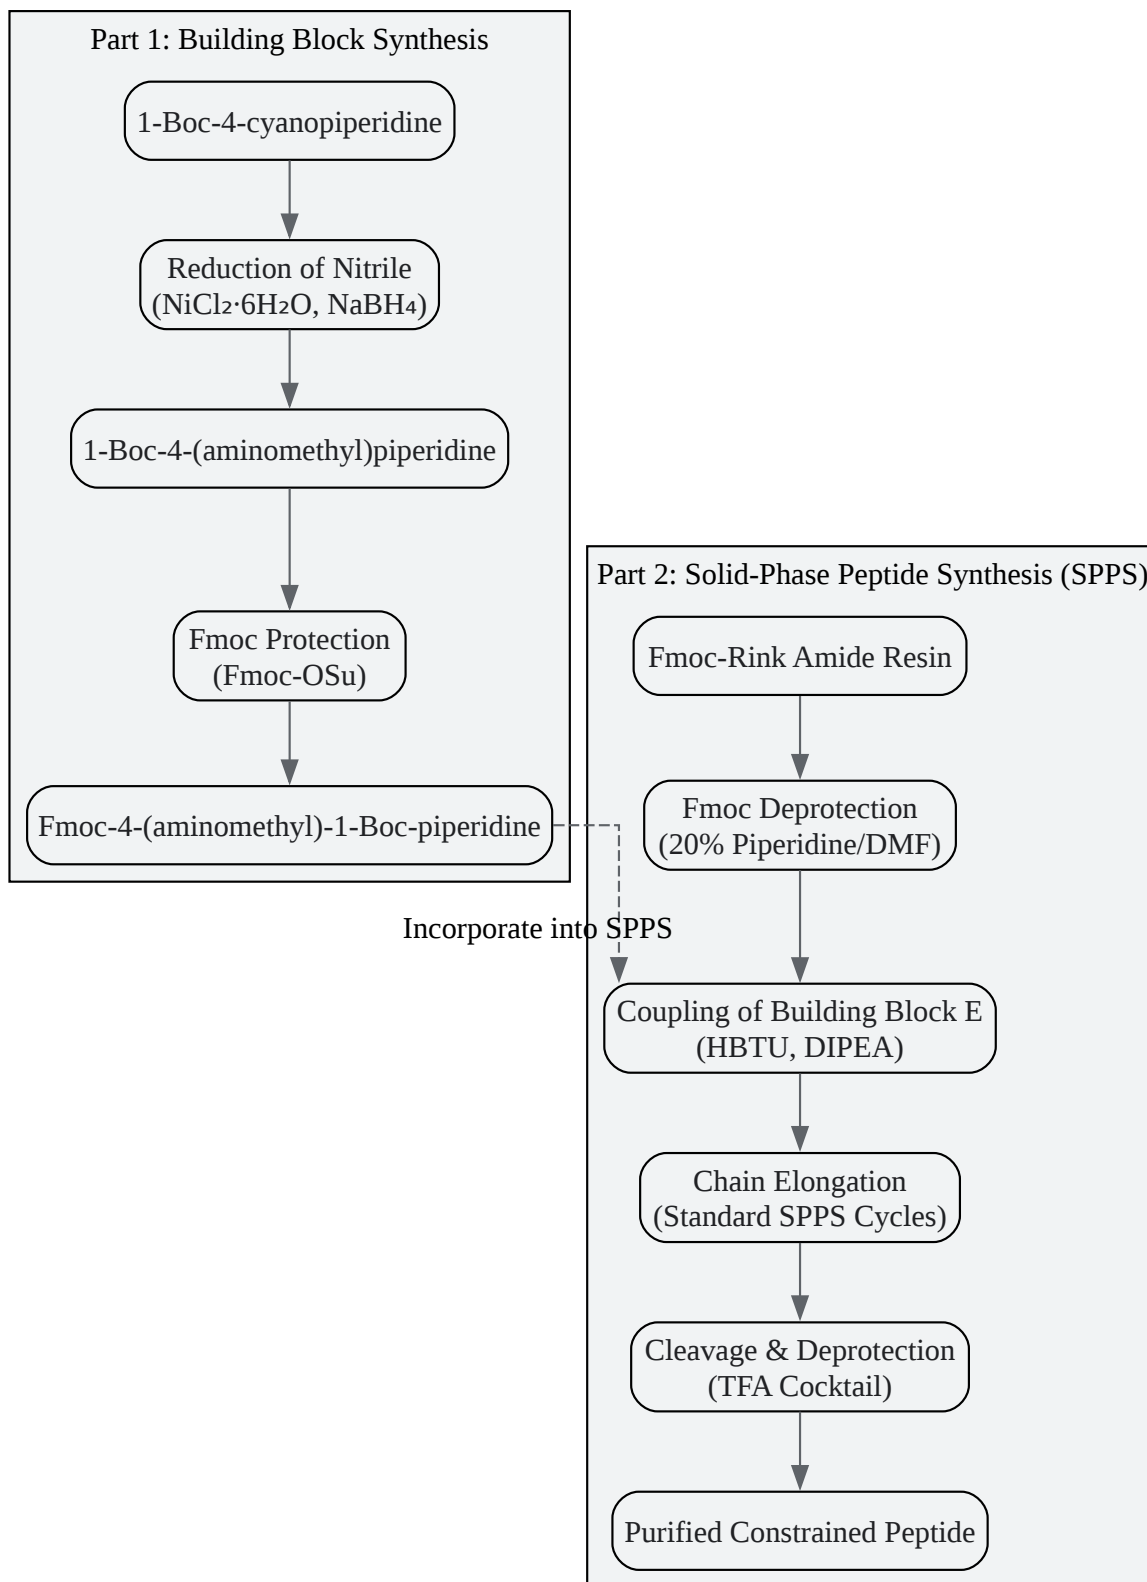 Part 1: Building Block Synthesis
1-Boc-4-cyanopiperidine
Reduction of Nitrile
(NiCl₂·6H₂O, NaBH₄)
1-Boc-4-(aminomethyl)piperidine
Fmoc Protection
(Fmoc-OSu)
Fmoc-4-(aminomethyl)-1-Boc-piperidine
Incorporate into SPPS
Part 2: Solid-Phase Peptide Synthesis (SPPS)
Fmoc-Rink Amide Resin
Fmoc Deprotection
(20% Piperidine/DMF)
Coupling of Building Block E
(HBTU, DIPEA)
Chain Elongation
(Standard SPPS Cycles)
Cleavage & Deprotection
(TFA Cocktail)
Purified Constrained Peptide